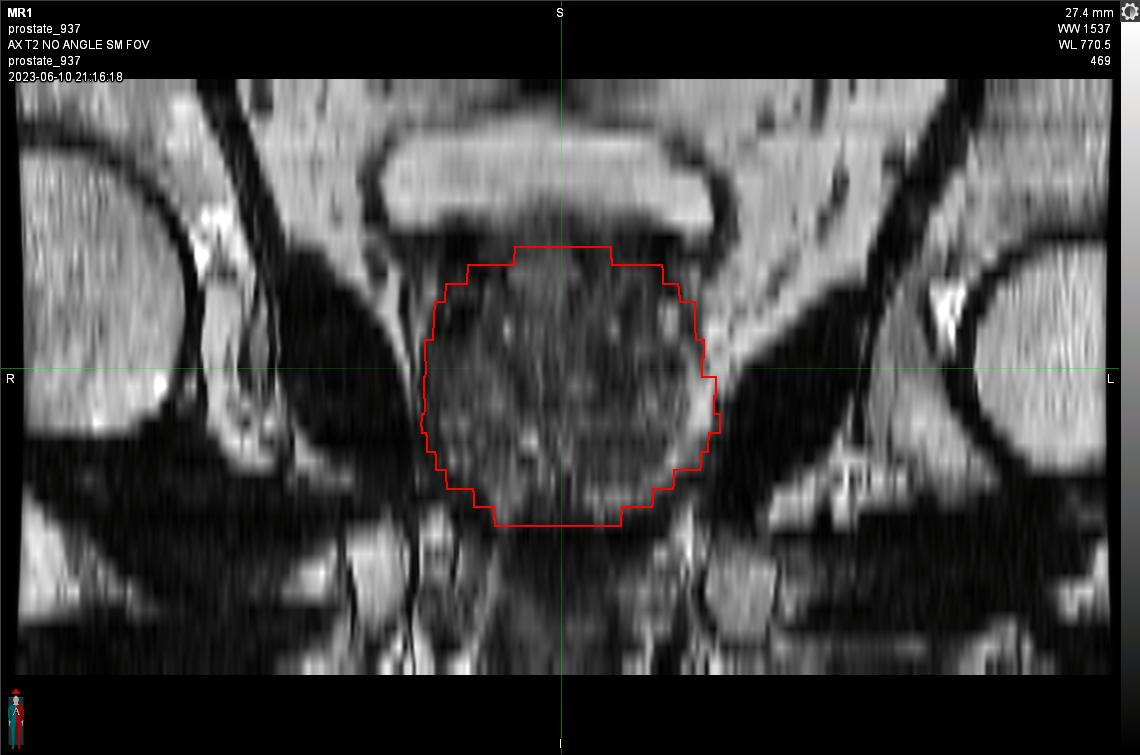 MR1
prostate_937
AX T2 NO ANGLE SM FOV
prostate_937
2023-06-10,21:16:18
27.4 mm
WW 1537
WL 770.5
469
S
R
L
I
A